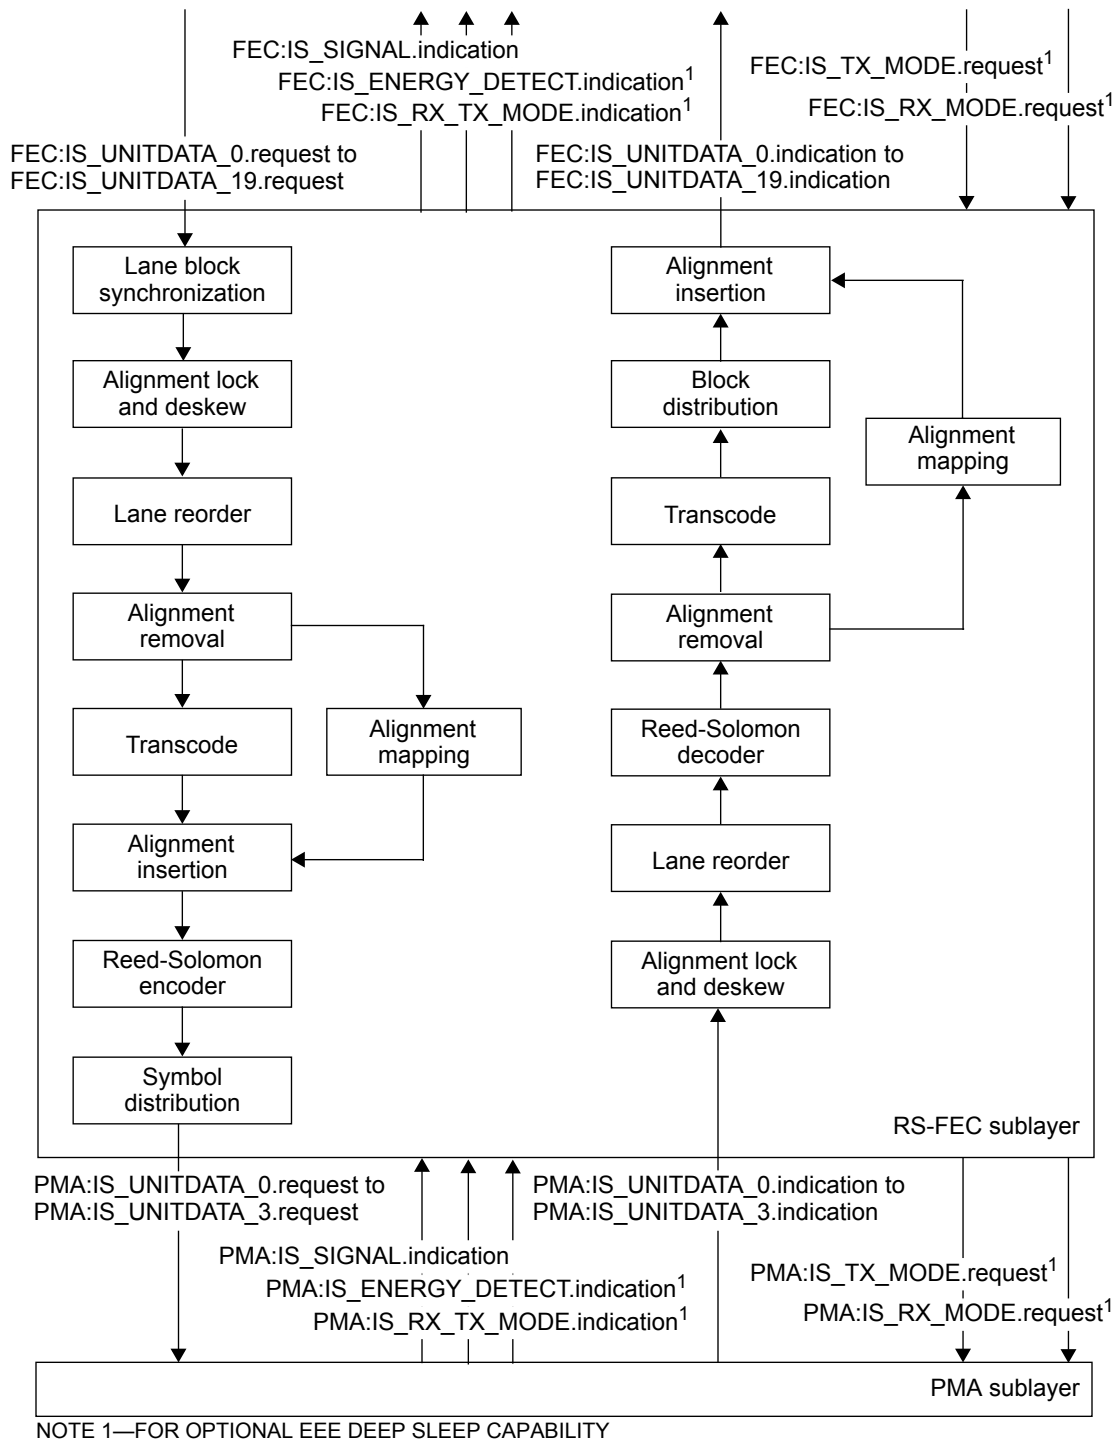 FEC:IS_SIGNAL.indication
FEC:IS_ENERGY_DETECT.indication1
FEC:IS_RX_TX_MODE.indication1
FEC:IS_TX_MODE.request1
FEC:IS_RX_MODE.request1
FEC:IS_UNITDATA_0.request to
FEC:IS_UNITDATA_19.request
FEC:IS_UNITDATA_0.indication to
FEC:IS_UNITDATA_19.indication
Lane block
synchronization
Alignment lock
and deskew
Lane reorder
Alignment
removal
Transcode
Alignment
mapping
Alignment
insertion
Reed-Solomon
encoder
Symbol
distribution
Alignment
insertion
Block
distribution
Alignment
mapping
Transcode
Alignment
removal
Reed-Solomon
decoder
Lane reorder
Alignment lock
and deskew
RS-FEC sublayer
PMA:IS_UNITDATA_0.request to
PMA:IS_UNITDATA_3.request
PMA:IS_UNITDATA_0.indication to
PMA:IS_UNITDATA_3.indication
PMA:IS_SIGNAL.indication
PMA:IS_ENERGY_DETECT.indication1
PMA:IS_RX_TX_MODE.indication1
PMA:IS_TX_MODE.request1
PMA:IS_RX_MODE.request1
PMA sublayer
NOTE 1—FOR OPTIONAL EEE DEEP SLEEP CAPABILITY